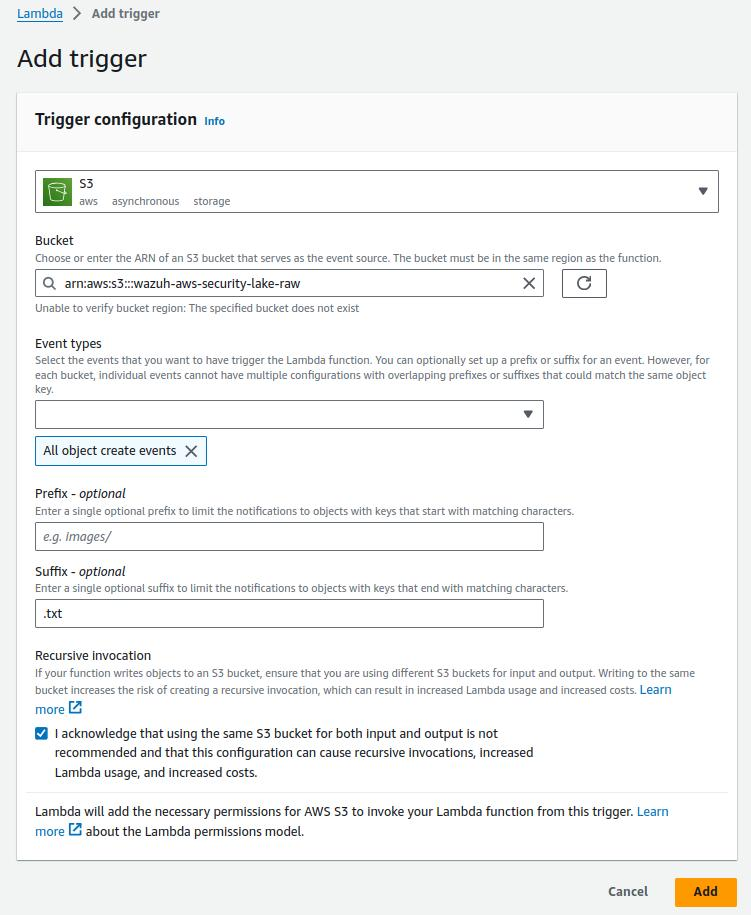 Lambda > Add trigger
Add trigger
Trigger configuration Info
S3
aws asynchronous storage
Bucket
Choose or enter the ARN of an S3 bucket that serves as the event source. The bucket must be in the same region as the function.
arn:aws:s3:::wazuh-aws-security-lake-raw
Unable to verify bucket region: The specified bucket does not exist
Event types
Select the events that you want to have trigger the Lambda function. You can optionally set up a prefix or suffix for an event. However, for
each bucket, individual events cannot have multiple configurations with overlapping prefixes or suffixes that could match the same object
key.
All object create events
Prefix - optional
Enter a single optional prefix to limit the notifications to objects with keys that start with matching characters.
e.g. images/
Suffix - optional
Enter a single optional suffix to limit the notifications to objects with keys that end with matching characters.
.txt
Recursive invocation
If your function writes objects to an S3 bucket, ensure that you are using different S3 buckets for input and output. Writing to the same
bucket increases the risk of creating a recursive invocation, which can result in increased Lambda usage and increased costs. Learn
more
I acknowledge that using the same S3 bucket for both input and output is not
recommended and that this configuration can cause recursive invocations, increased
Lambda usage, and increased costs.
Lambda will add the necessary permissions for AWS S3 to invoke your Lambda function from this trigger. Learn
more about the Lambda permissions model.
Cancel Add